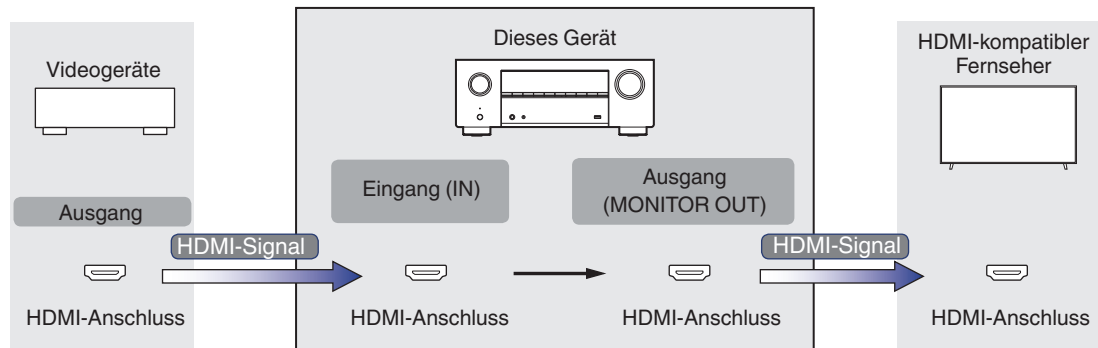 Videogeräte
Ausgang
HDMI-Signal
HDMI-Anschluss
Dieses Gerät
Eingang (IN)
HDMI-Anschluss
Ausgang
(MONITOR OUT)
HDMI-Anschluss
HDMI-Signal
HDMI-kompatibler
Fernseher
HDMI-Anschluss